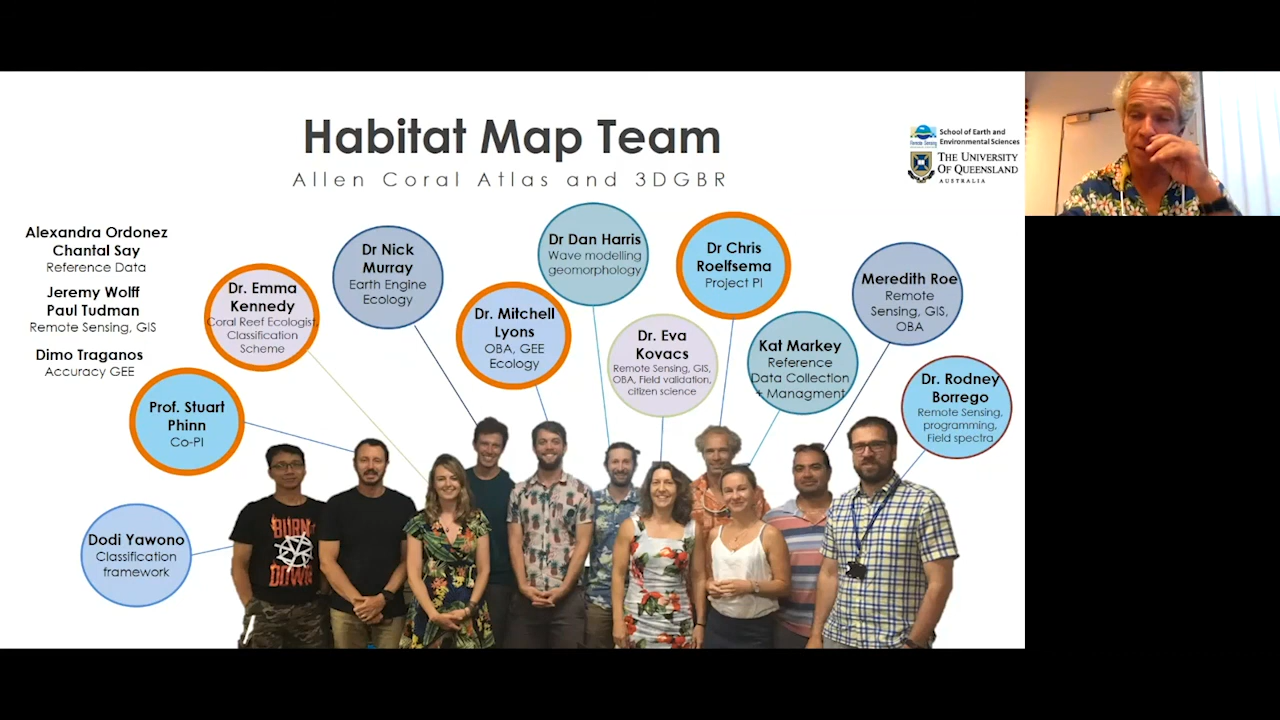 Habitat Map Team
Allen Coral Atlas and 3DGBR
School of Earth and
Environmental Sciences
Remote Sensing
THE UNIVERSITY
OF QUEENSLAND
AUSTRALIA
Alexandra Ordonez
Chantal Say
Reference Data
Jeremy Wolff
Paul Tudman
Remote Sensing, GIS
Dimo Traganos
Accuracy GEE
Prof. Stuart
Phinn
Co-PI
Dodi Yawono
Classification
framework
Dr. Emma
Kennedy
Coral Reef Ecologist,
Classification
Scheme
Dr Nick
Murray
Earth Engine
Ecology
Dr. Mitchell
Lyons
OBA, GEE
Ecology
Dr Dan Harris
Wave modelling
geomorphology
Dr. Eva
Kovacs
Remote Sensing, GIS,
OBA, Field validation,
citizen science
Dr Chris
Roelfsema
Project PI
Kat Markey
Reference
Data Collection
+ Managment
Meredith Roe
Remote
Sensing, GIS,
OBA
Dr. Rodney
Borrego
Remote Sensing,
programming,
Field spectra
BURN
DOWN